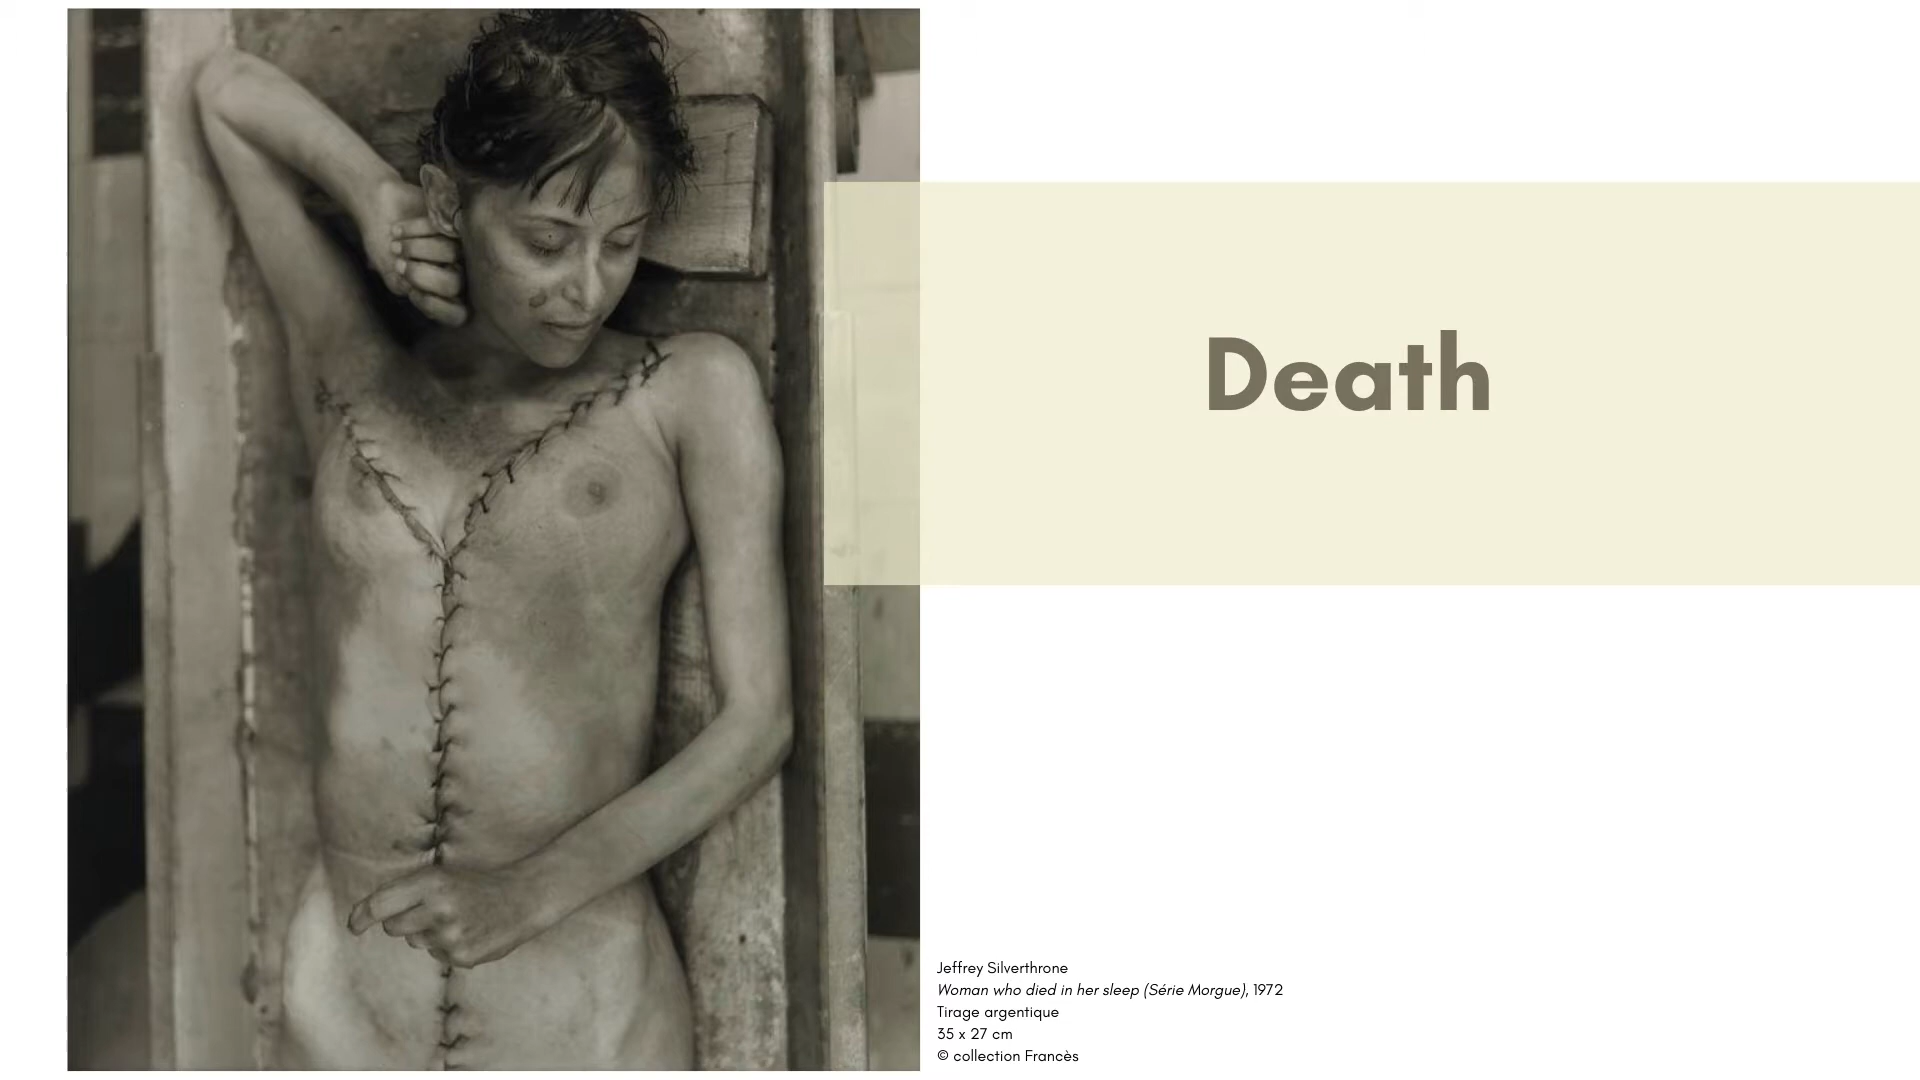 Death
Jeffrey Silverthrone
Woman who died in her sleep (Série Morgue), 1972
Tirage argentique
35 x 27 cm
© collection Francès